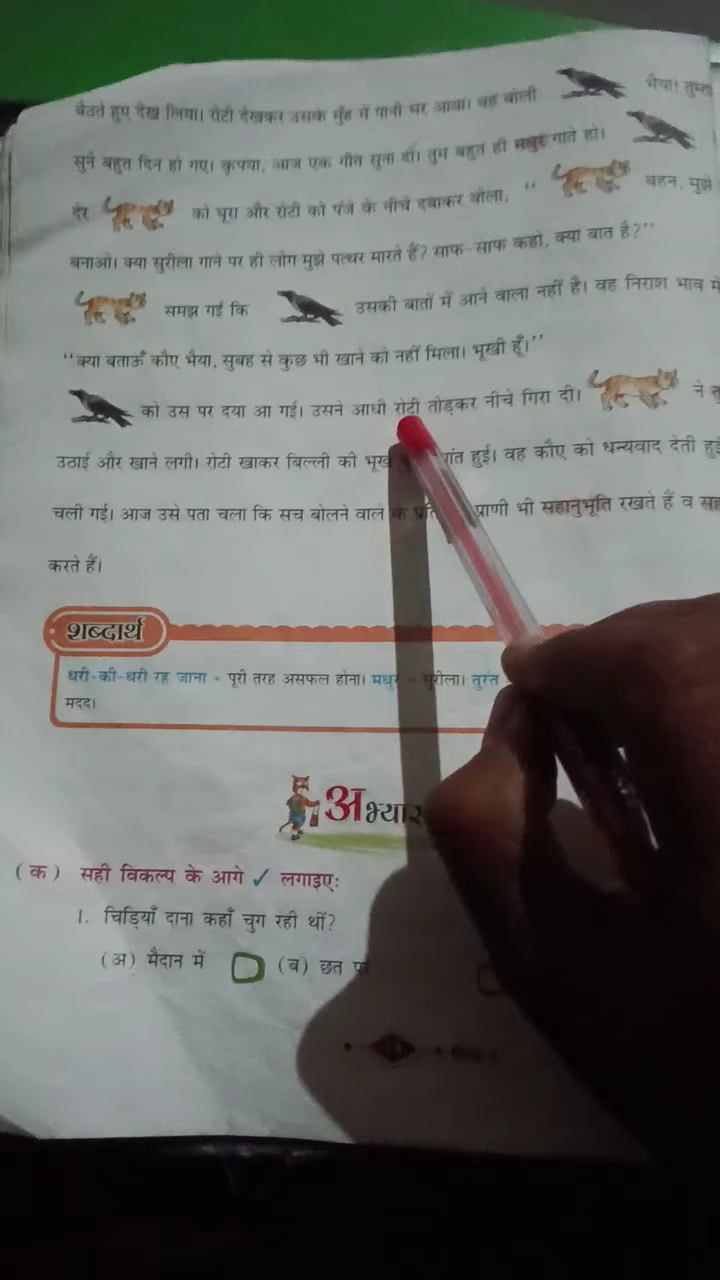 बैठते हुए देख लिया। रोटी देखकर उसके मुँह में पानी भर आया। वह बोली भैया! तुम्हारा
सुने बहुत दिन हो गए। कृपया, आज एक गीत सुना दो। तुम बहुत ही मधुर गाते हो।
देर को घूरा और रोटी को पंजे के नीचे दबाकर बोला, “ बहन, मुझे
बनाओ। क्या सुरीला गाने पर ही लोग मुझे पत्थर मारते हैं? साफ-साफ कहो, क्या बात है?”
समझ गई कि उसकी बातों में आने वाला नहीं है। वह निराश भाव में
“क्या बताऊँ कौए भैया, सुबह से कुछ भी खाने को नहीं मिला। भूखी हूँ।”
को उस पर दया आ गई। उसने आधी रोटी तोड़कर नीचे गिरा दी। ने
उठाई और खाने लगी। रोटी खाकर बिल्ली की भूख शांत हुई। वह कौए को धन्यवाद देती हुई
चली गई। आज उसे पता चला कि सच बोलने वाले के प्राणी भी सहानुभूति रखते हैं व
करते हैं।
शब्दार्थ
धरी-की-धरी रह जाना = पूरी तरह असफल होना। मधुर = सुरीला। तुरंत
मदद।
अभ्यास
(क) सही विकल्प के आगे ✓ लगाइए:
1. चिड़ियाँ दाना कहाँ चुग रही थीं?
(अ) मैदान में (ब) छत पर